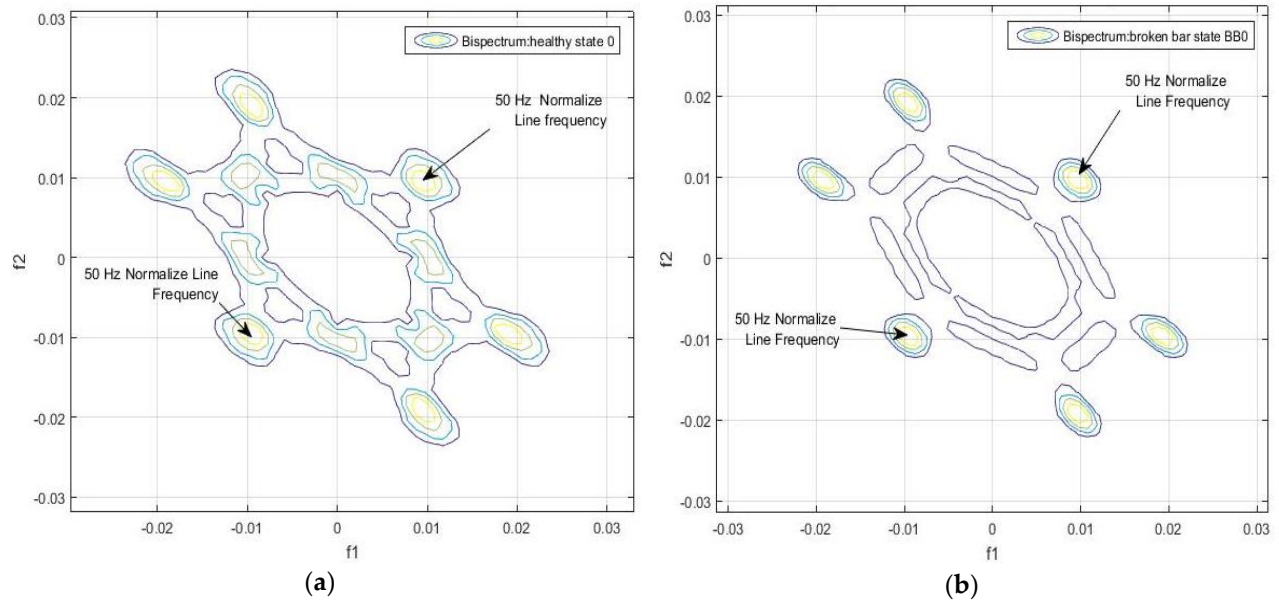 0.03
0.02
0.01
0
-0.01
-0.02
-0.03
f2
Bispectrum:healthy state 0
50 Hz Normalize
Line frequency
50 Hz Normalize Line
Frequency
-0.02
-0.01
0
0.01
0.02
0.03
f1
(a)
0.03
0.02
0.01
0
-0.01
-0.02
-0.03
f2
Bispectrum:broken bar state BB0
50 Hz Normalize
Line Frequency
50 Hz Normalize
Line Frequency
-0.03
-0.02
-0.01
0
0.01
0.02
0.03
f1
(b)